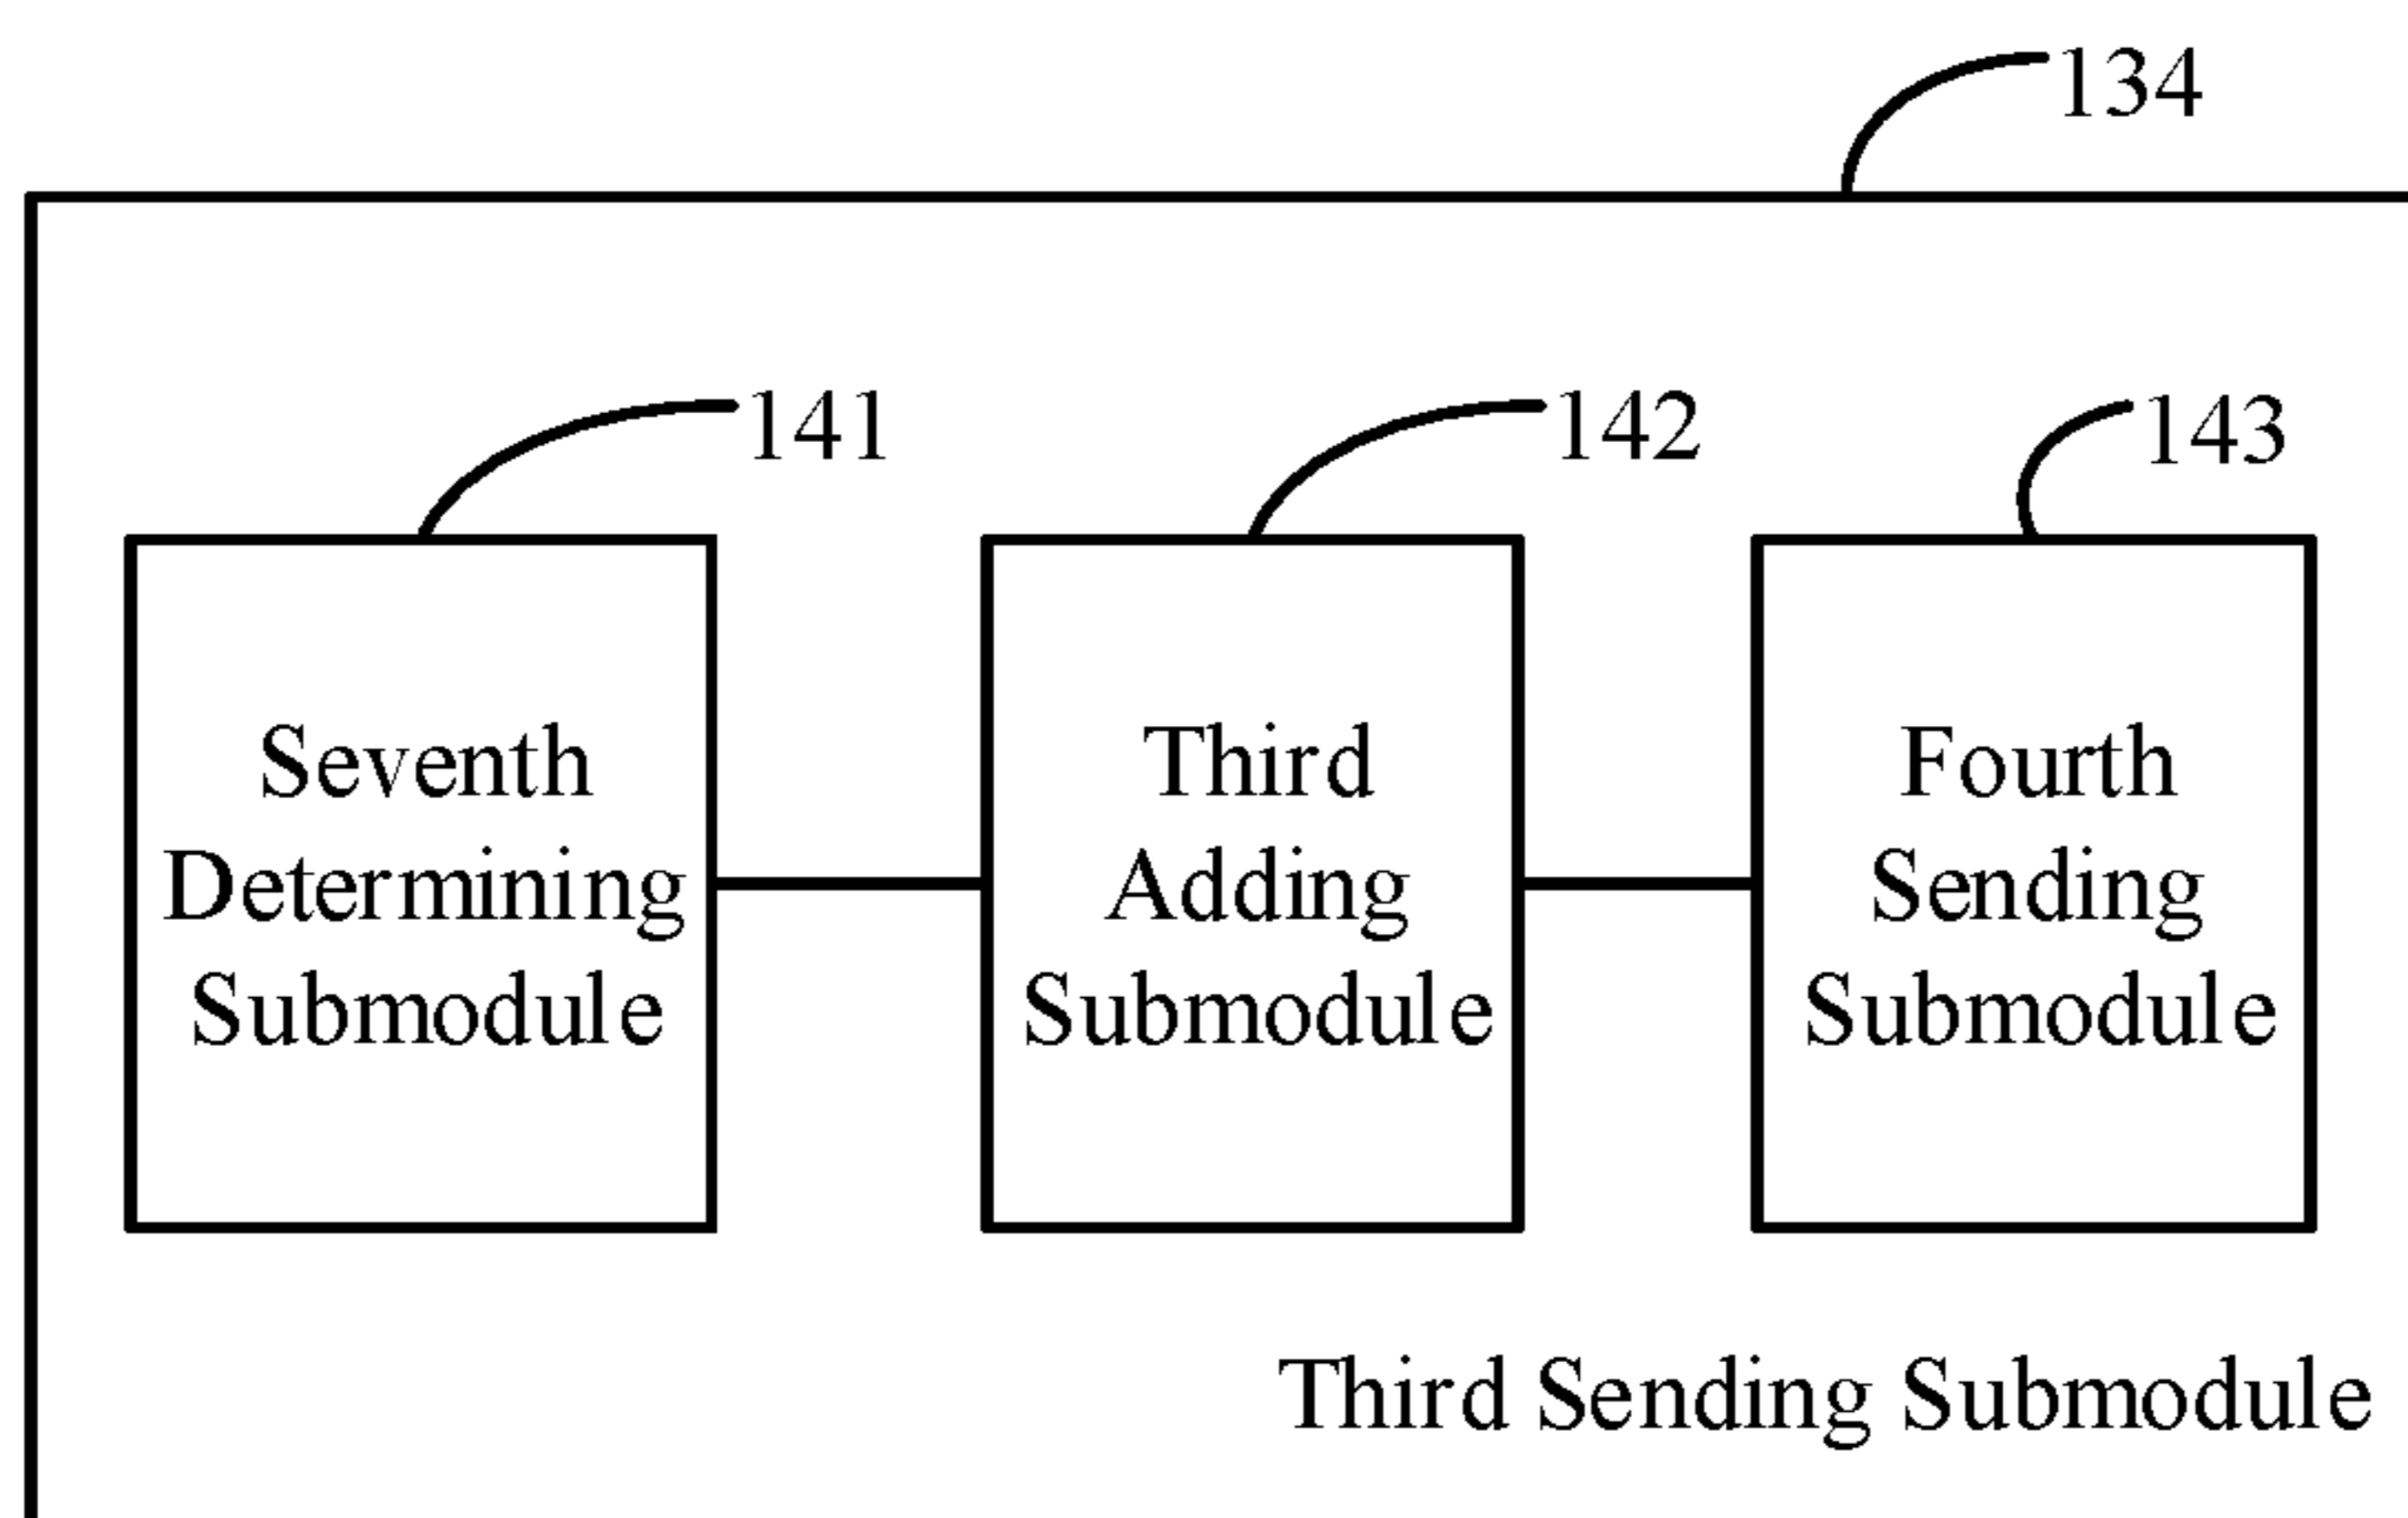 134
141
142
143
Seventh
Determining
Submodule
Third
Adding
Submodule
Fourth
Sending
Submodule
Third Sending Submodule